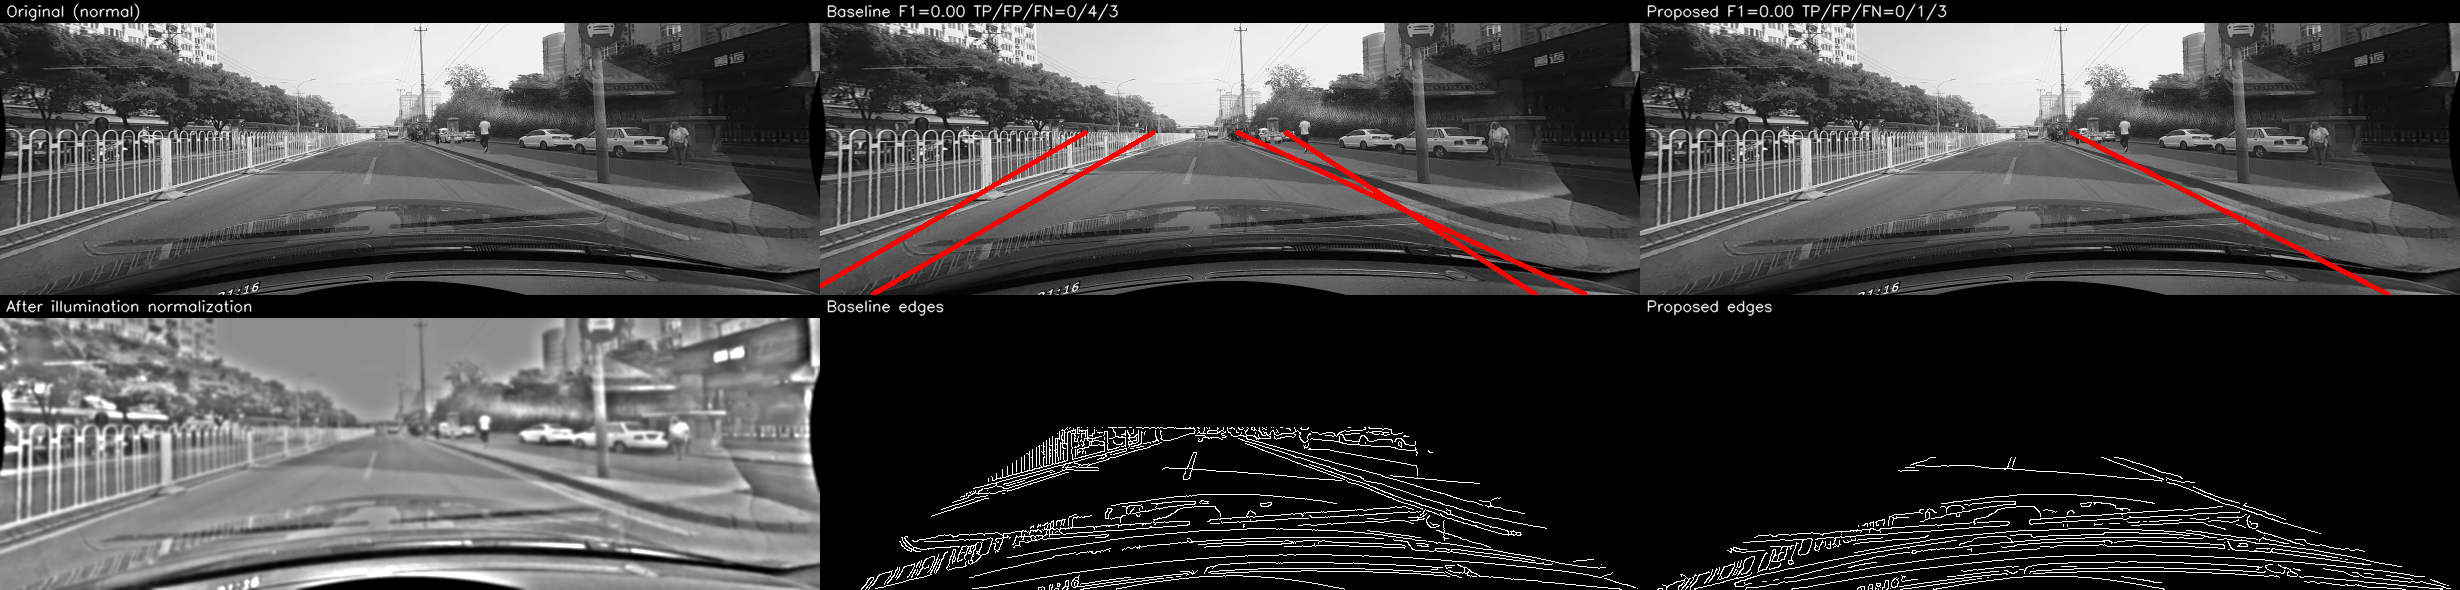 Original (normal)
Baseline F1=0.00 TP/FP/FN=0/4/3
Proposed F1=0.00 TP/FP/FN=0/1/3
After illumination normalization
Baseline edges
Proposed edges